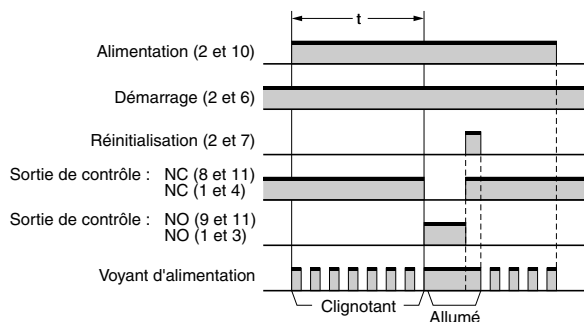 t
Alimentation (2 et 10)
Démarrage (2 et 6)
Réinitialisation (2 et 7)
Sortie de contrôle : NC (8 et 11)
NC (1 et 4)
Sortie de contrôle : NO (9 et 11)
NO (1 et 3)
Voyant d'alimentation
Clignotant
Allumé